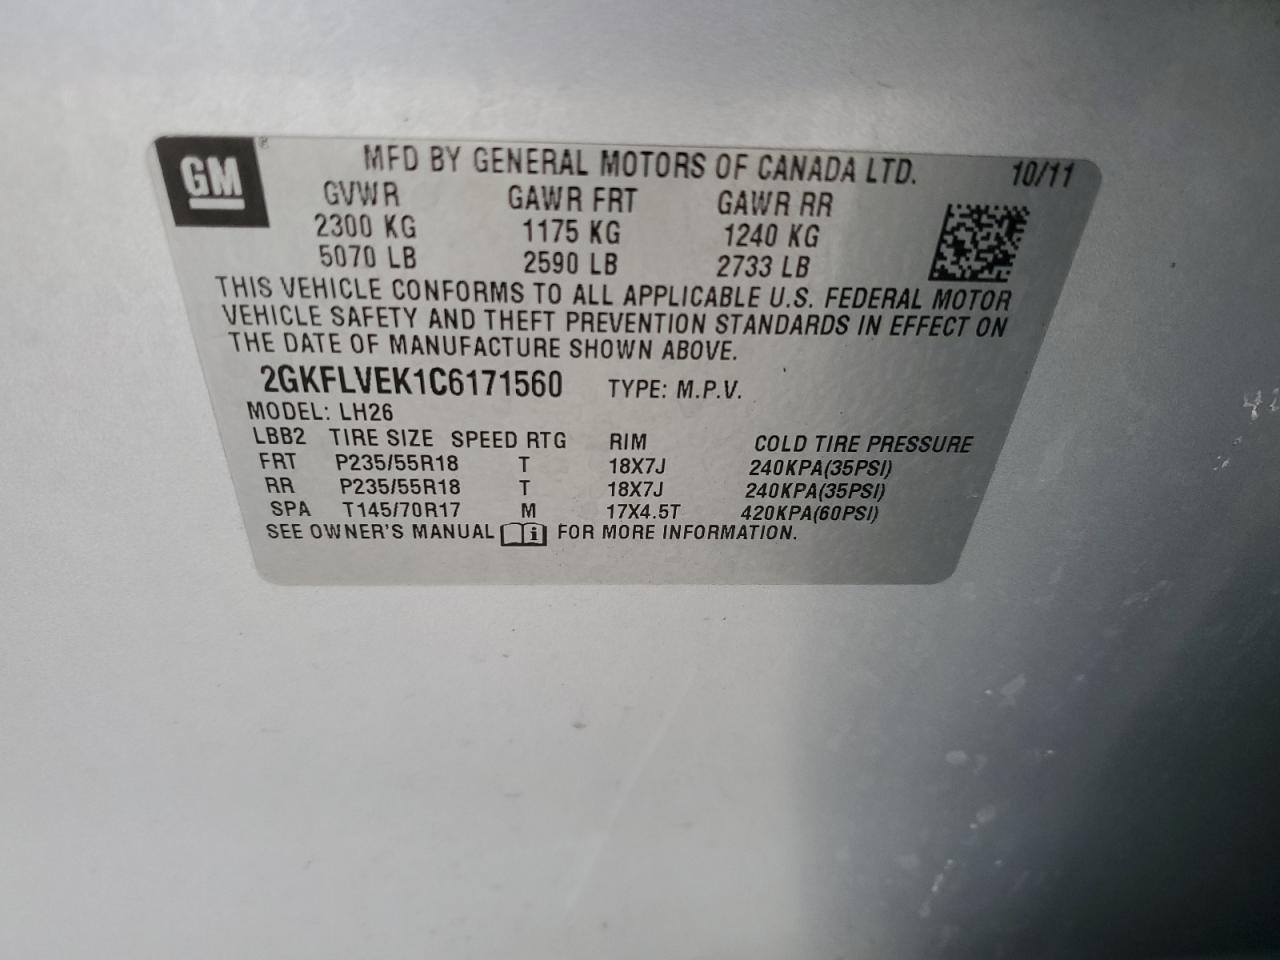 GM®
MFD BY GENERAL MOTORS OF CANADA LTD. 10/11
GVWR GAWR FRT GAWR RR
2300 KG 1175 KG 1240 KG
5070 LB 2590 LB 2733 LB
THIS VEHICLE CONFORMS TO ALL APPLICABLE U.S. FEDERAL MOTOR
VEHICLE SAFETY AND THEFT PREVENTION STANDARDS IN EFFECT ON
THE DATE OF MANUFACTURE SHOWN ABOVE.
2GKFLVEK1C6171560 TYPE: M.P.V.
MODEL: LH26
LBB2 TIRE SIZE SPEED RTG RIM COLD TIRE PRESSURE
FRT P235/55R18 T 18X7J 240KPA(35PSI)
RR P235/55R18 T 18X7J 240KPA(35PSI)
SPA T145/70R17 M 17X4.5T 420KPA(60PSI)
SEE OWNER'S MANUAL i FOR MORE INFORMATION.